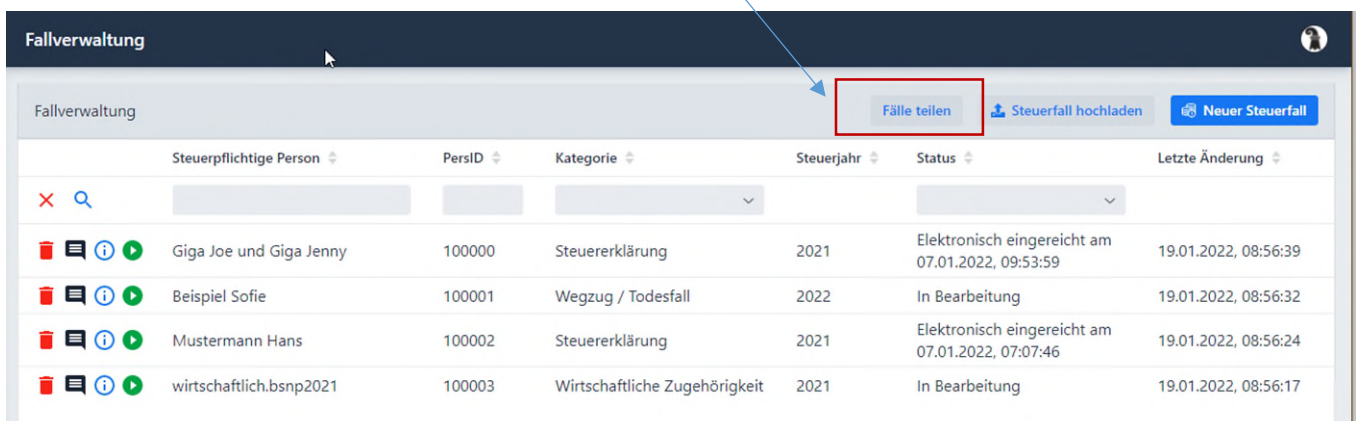 Fallverwaltung
Fallverwaltung Fälle teilen Steuerfall hochladen Neuer Steuerfall
Steuerpflichtige Person PersID Kategorie Steuerjahr Status Letzte Änderung
Giga Joe und Giga Jenny 100000 Steuererklärung 2021 Elektronisch eingereicht am 19.01.2022, 08:56:39
07.01.2022, 09:53:59
Beispiel Sofie 100001 Wegzug / Todesfall 2022 In Bearbeitung 19.01.2022, 08:56:32
Mustermann Hans 100002 Steuererklärung 2021 Elektronisch eingereicht am 19.01.2022, 08:56:24
07.01.2022, 07:07:46
wirtschaftlich.bsnp2021 100003 Wirtschaftliche Zugehörigkeit 2021 In Bearbeitung 19.01.2022, 08:56:17